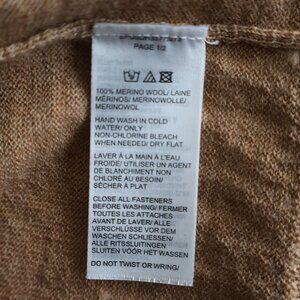 PAGE 1/2
100% MERINO WOOL/ LAINE
MÉRINOS/ MERINOWOLLE/
MERINOWOL
HAND WASH IN COLD
WATER/ ONLY
NON-CHLORINE BLEACH
WHEN NEEDED/ DRY FLAT
LAVER À LA MAIN À L'EAU
FROIDE/ UTILISER UN AGENT
DE BLANCHIMENT NON
CHLORÉ AU BESOIN/
SÉCHER À PLAT
CLOSE ALL FASTENERS
BEFORE WASHING/ FERMER
TOUTES LES ATTACHES
AVANT DE LAVER/ ALLE
VERSCHLÜSSE VOR DEM
WASCHEN SCHLIESSEN/
ALLE RITSSLUITINGEN
SLUITEN VÓÓR HET WASSEN
DO NOT TWIST OR WRING/